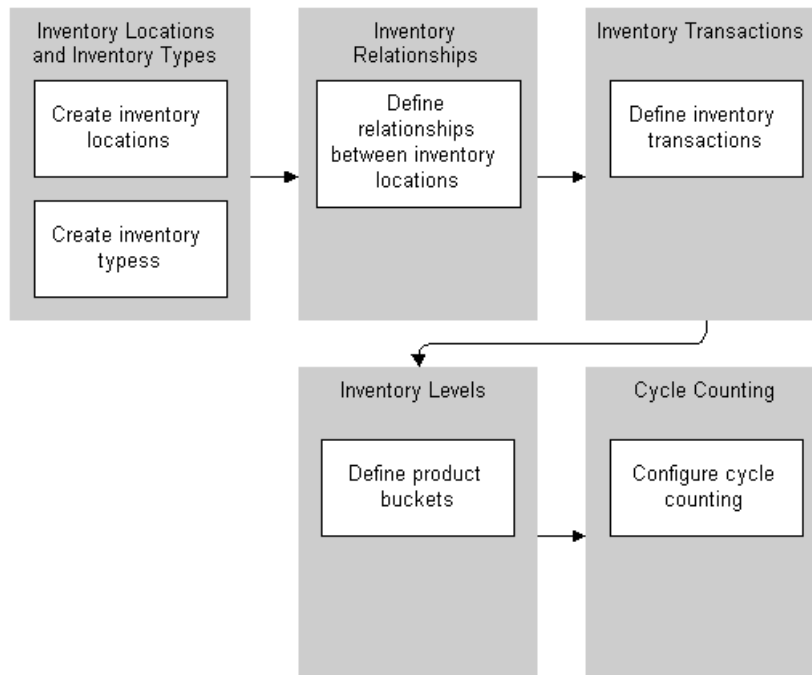 Inventory Locations
and Inventory Types
Create inventory
locations
Create inventory
typess
Inventory
Relationships
Define
relationships
between inventory
locations
Inventory Transactions
Define inventory
transactions
Inventory Levels
Define product
buckets
Cycle Counting
Configure cycle
counting